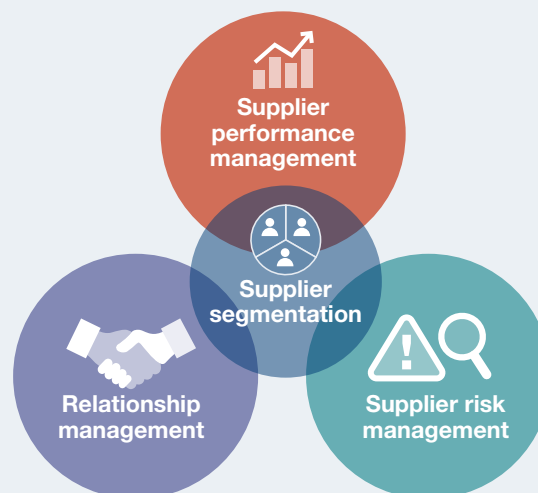 Supplier
performance
management
Supplier
segmentation
Relationship
management
Supplier risk
management